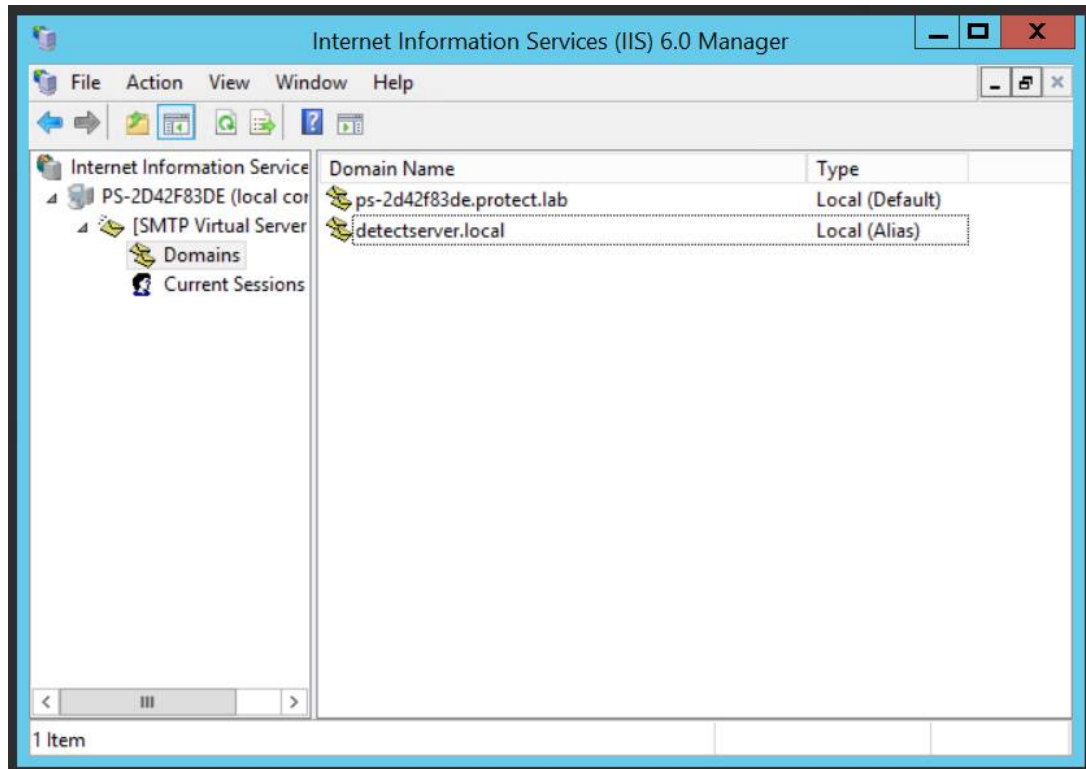 Internet Information Services (IIS) 6.0 Manager
File Action View Window Help
Internet Information Service
PS-2D42F83DE (local cor
[SMTP Virtual Server
Domains
Current Sessions
Domain Name Type
ps-2d42f83de.protect.lab Local (Default)
detectserver.local Local (Alias)
1 Item